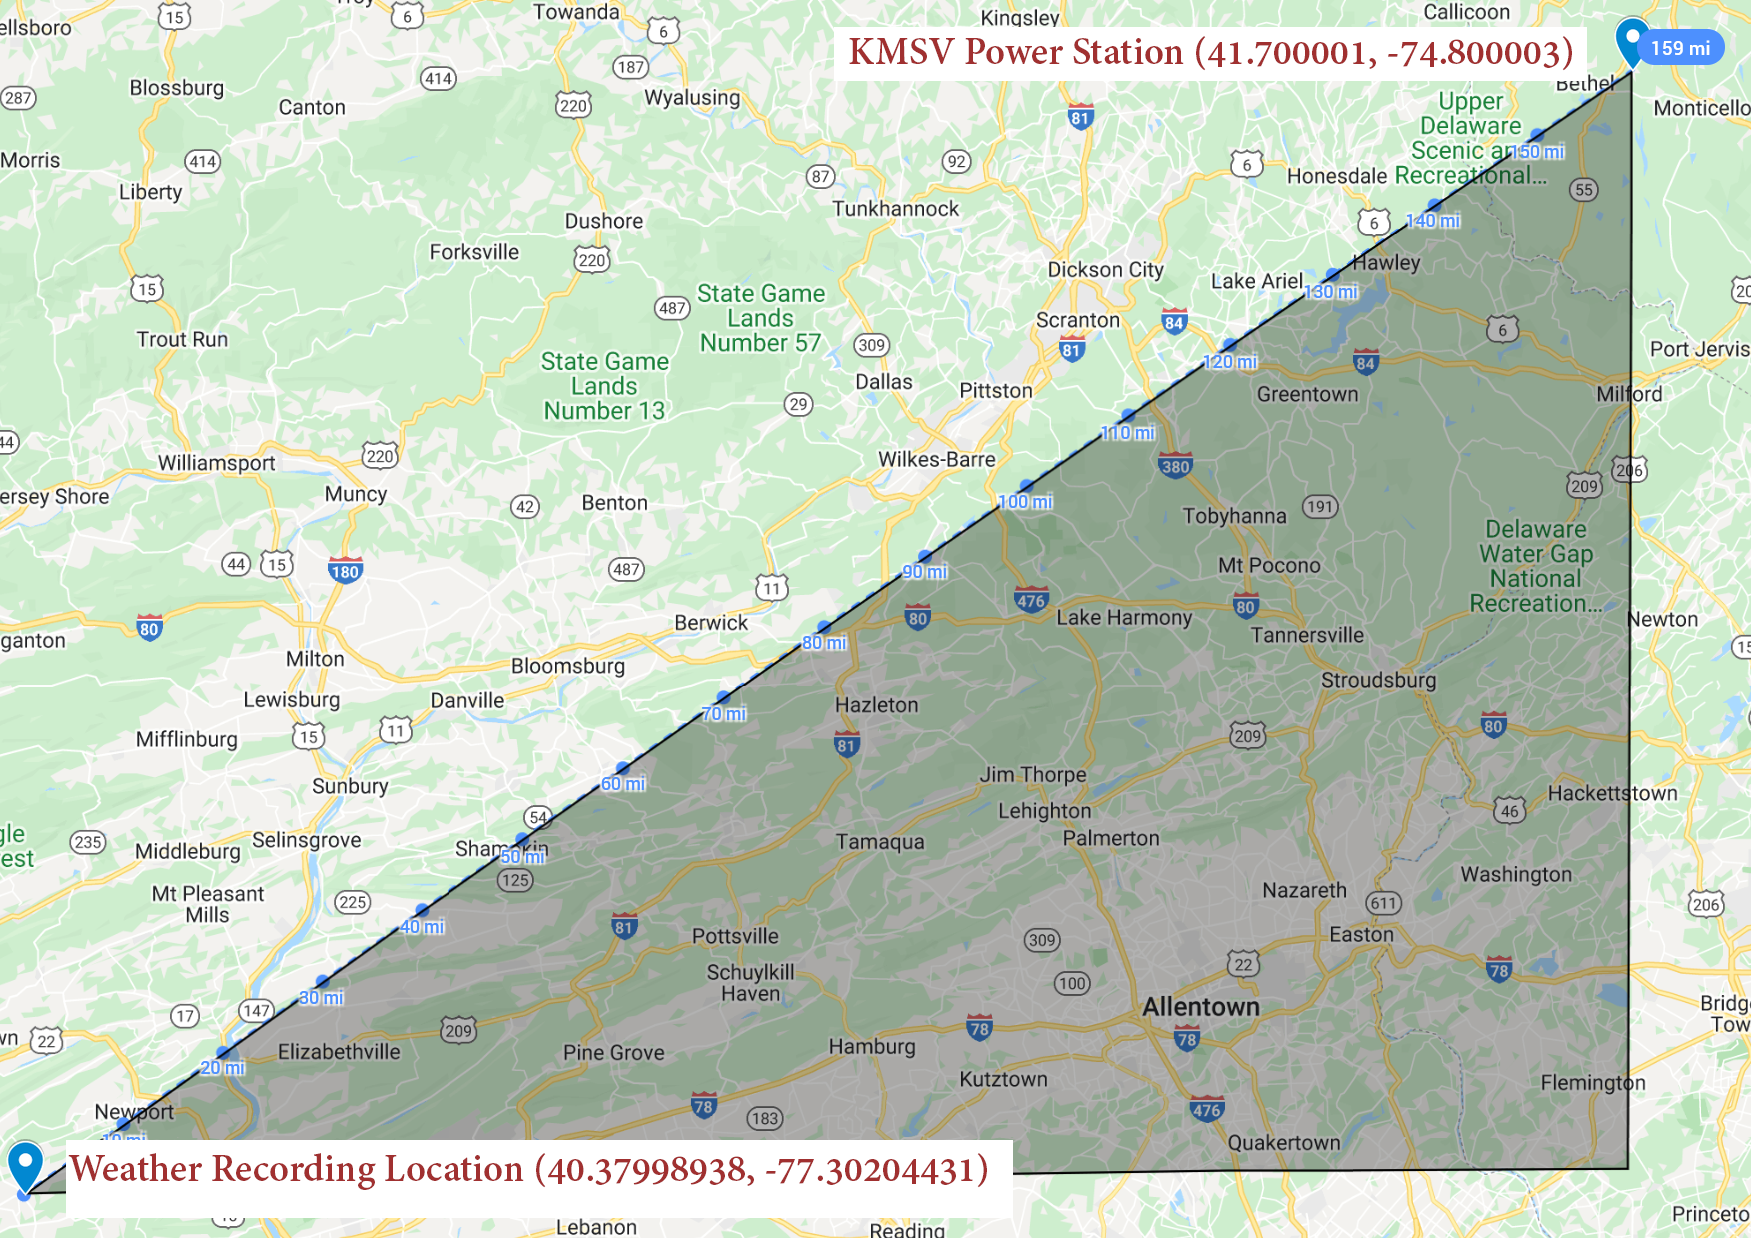 Troy
Towanda
Kingsley
Callicoon
ellsboro
15
6
6
KMSV Power Station (41.700001, -74.800003)
159 mi
187
414
Blossburg
Bethel
287
Canton
220
Wyalusing
81
Upper
Delaware
Scenic an
Recreational...
Monticello
150 mi
Morris
414
92
6
87
Honesdale
Liberty
55
Tunkhannock
140 mi
Dushore
6
Forksville
220
Hawley
Dickson City
Lake Ariel
130 mi
15
State Game
Lands
Number 57
487
20
Scranton
84
6
Trout Run
309
81
Port Jervis
State Game
Lands
Number 13
120 mi
84
Dallas
Pittston
Greentown
Milford
29
110 mi
44
220
Williamsport
Wilkes-Barre
380
206
209
ersey Shore
Muncy
42
Benton
100 mi
191
Tobyhanna
Delaware
Water Gap
National
Recreation...
44
15
180
487
90 mi
Mt Pocono
11
476
80
80
80
Lake Harmony
Newton
Berwick
ganton
80 mi
Tannersville
15
Milton
Bloomsburg
Stroudsburg
Lewisburg
Danville
70 mi
Hazleton
15
11
81
209
80
Mifflinburg
Sunbury
60 mi
Jim Thorpe
Hackettstown
Lehighton
46
54
gle
est
235
Selinsgrove
Middleburg
Shamokin
50 mi
Tamaqua
Palmerton
125
Washington
Mt Pleasant
Mills
225
Nazareth
611
206
40 mi
81
Pottsville
309
Easton
22
78
Schuylkill
Haven
100
30 mi
17
147
Allentown
Bridg
Tow
wn
22
209
78
78
Elizabethville
Pine Grove
Hamburg
20 mi
Kutztown
Flemington
Newport
78
183
476
10 mi
Quakertown
Weather Recording Location (40.37998938, -77.30204431)
Princeto
Lebanon
Reading